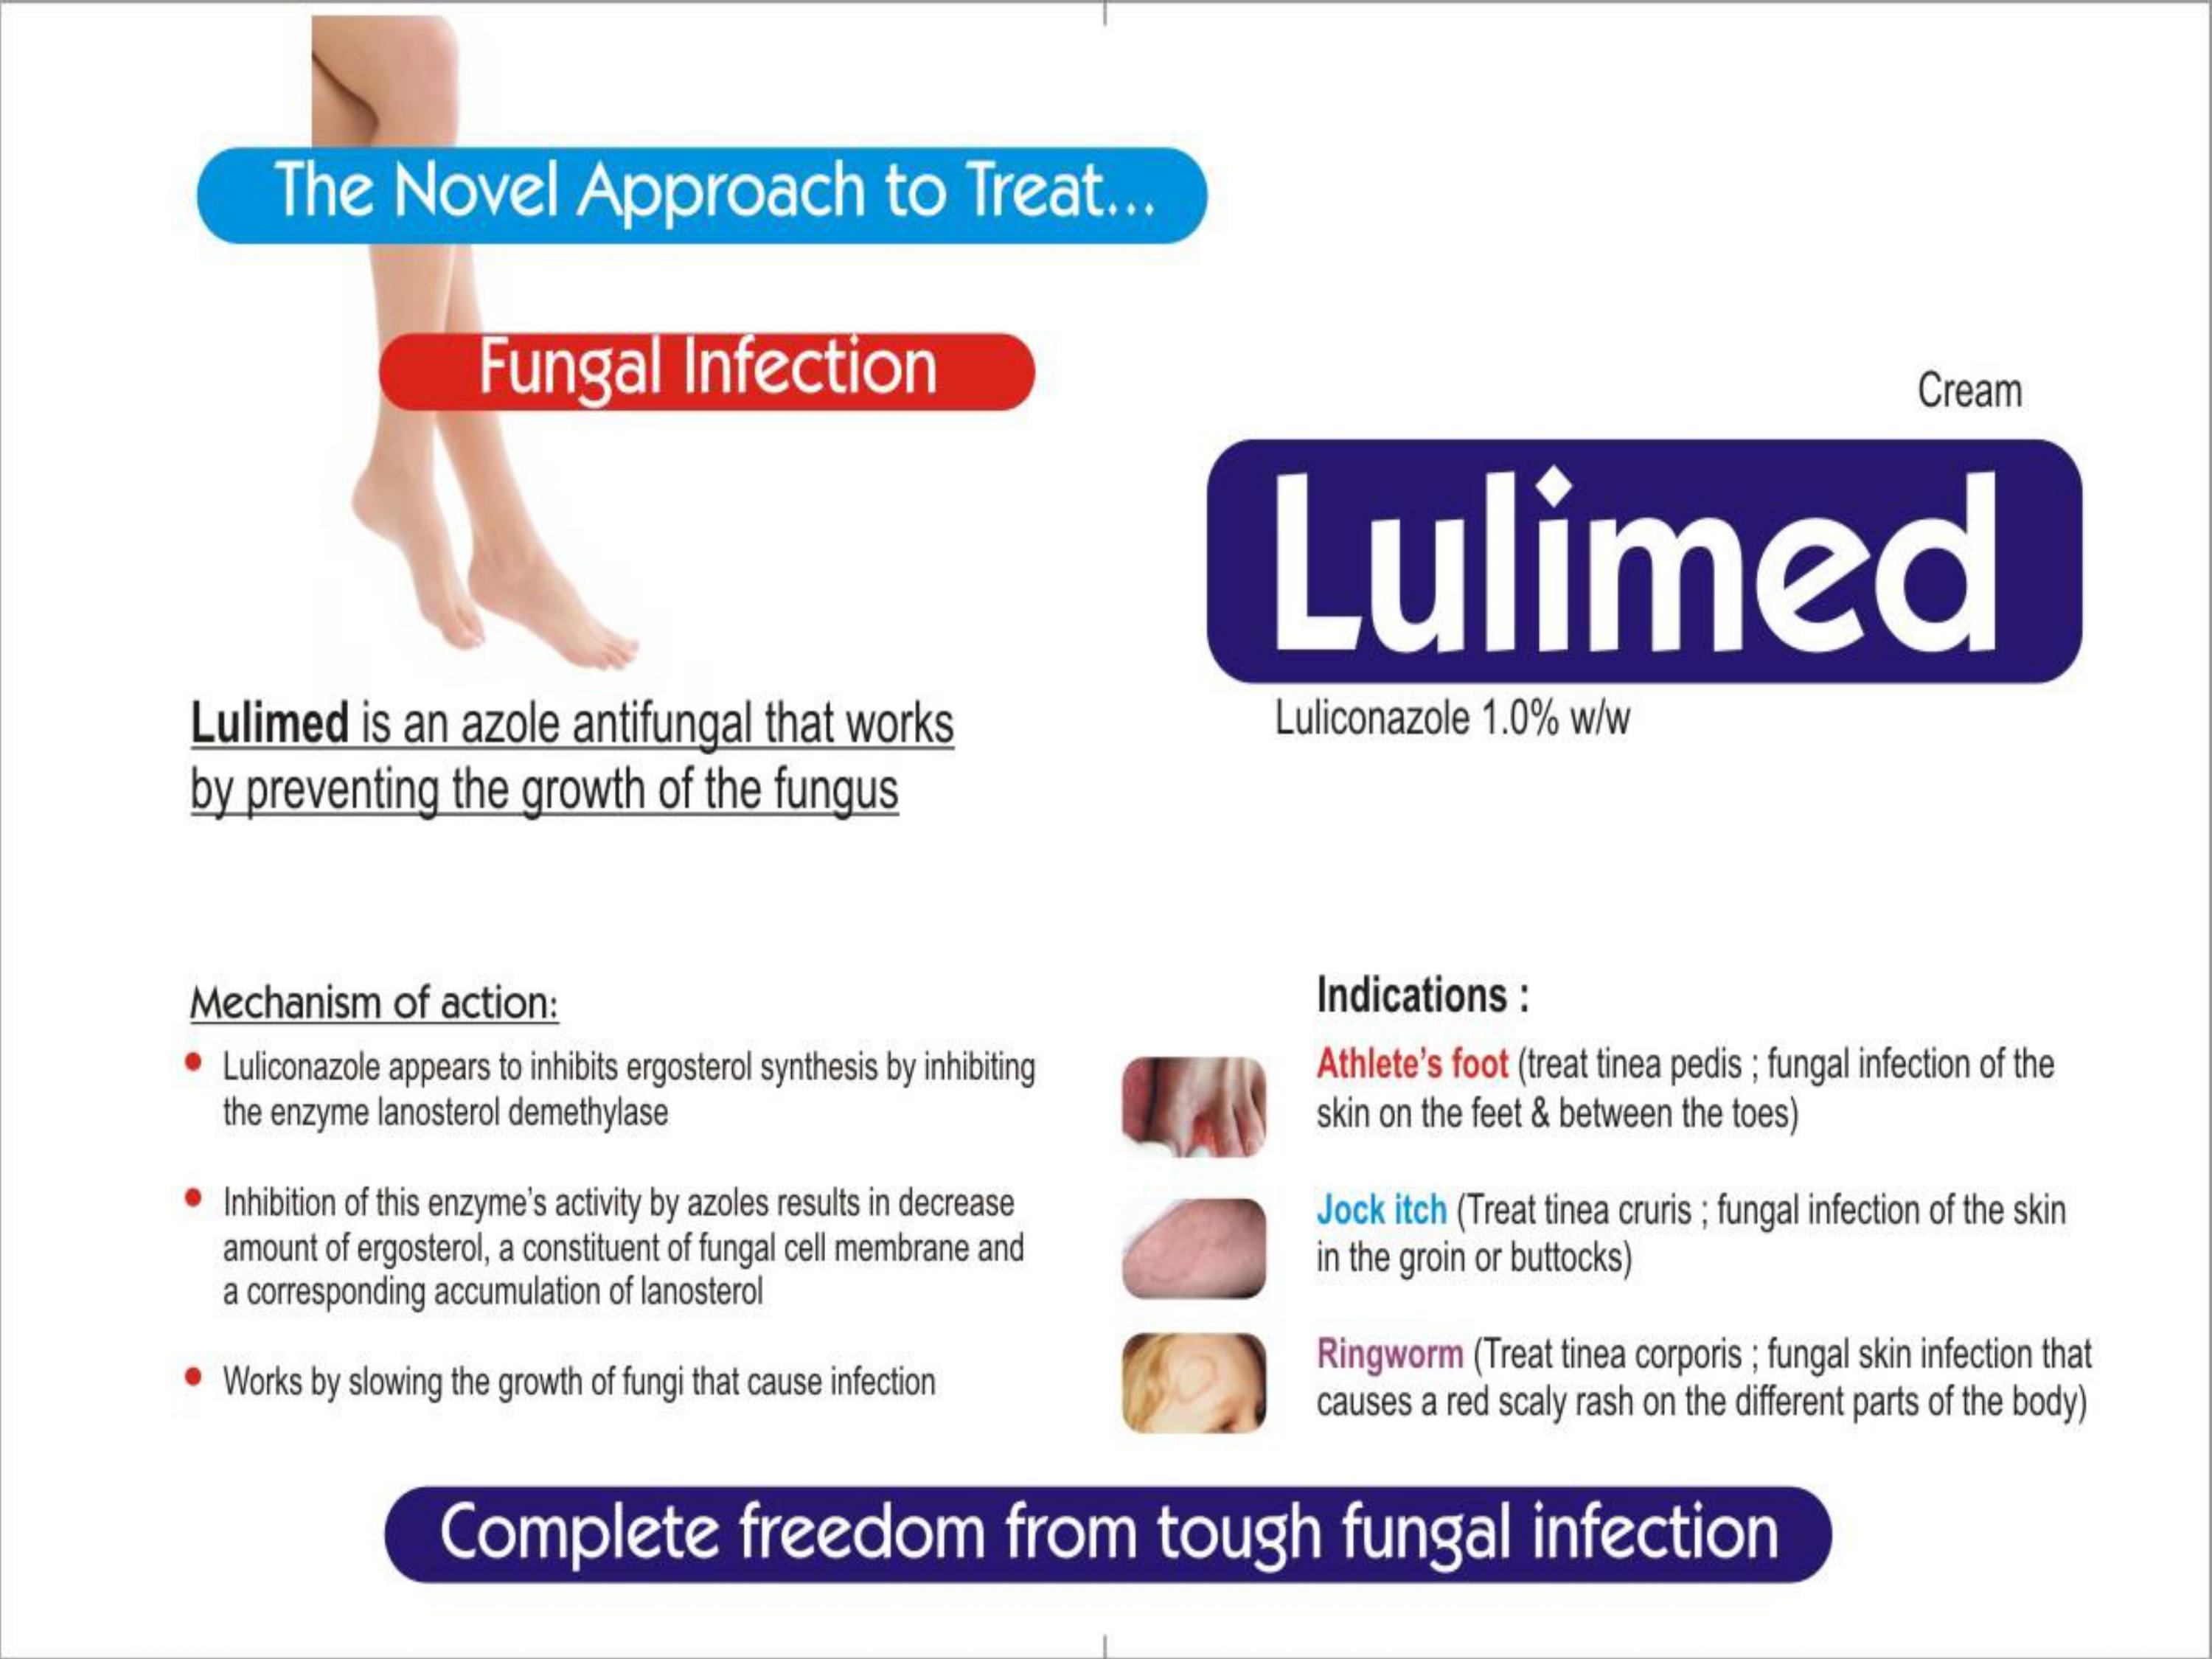 The Novel Approach to Treat...
Fungal Infection
Cream
Lulimed
Luliconazole 1.0% w/w
Lulimed is an azole antifungal that works
by preventing the growth of the fungus
Mechanism of action:
• Luliconazole appears to inhibits ergosterol synthesis by inhibiting
the enzyme lanosterol demethylase
• Inhibition of this enzyme's activity by azoles results in decrease
amount of ergosterol, a constituent of fungal cell membrane and
a corresponding accumulation of lanosterol
• Works by slowing the growth of fungi that cause infection
Indications :
Athlete's foot (treat tinea pedis ; fungal infection of the
skin on the feet & between the toes)
Jock itch (Treat tinea cruris ; fungal infection of the skin
in the groin or buttocks)
Ringworm (Treat tinea corporis ; fungal skin infection that
causes a red scaly rash on the different parts of the body)
Complete freedom from tough fungal infection